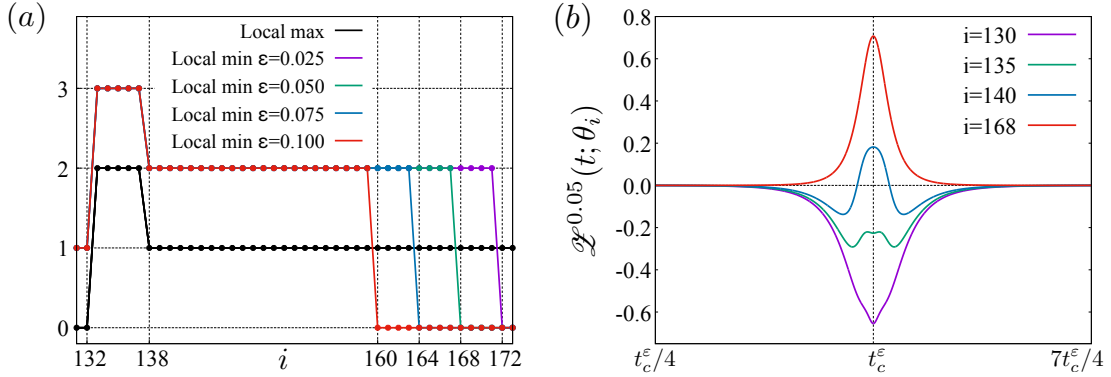 (a)
Local max
Local min ε=0.025
Local min ε=0.050
Local min ε=0.075
Local min ε=0.100
3
2
1
0
132 138 i 160 164 168 172
(b)
i=130
i=135
i=140
i=168
𝒵^{0.05}(t; θ_i)
0.8
0.6
0.4
0.2
0.0
-0.2
-0.4
-0.6
t_c^ε/4 t_c^ε 7t_c^ε/4